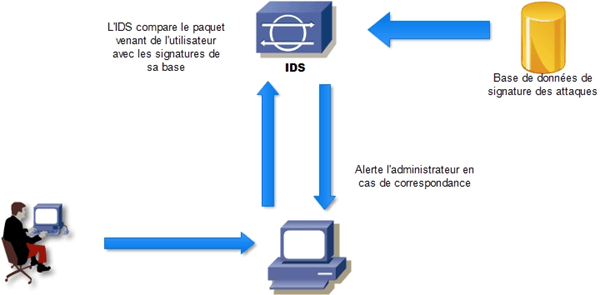 L'IDS compare le paquet
venant de l'utilisateur
avec les signatures de
sa base
IDS
Base de données de
signature des attaques
Alerte l'administrateur en
cas de correspondance